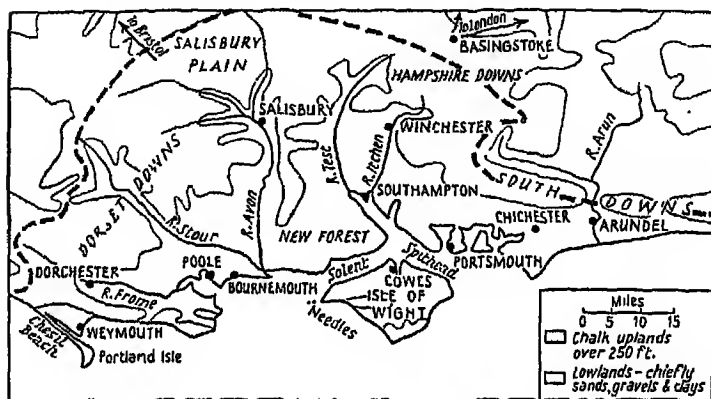 To Bristol
SALISBURY
PLAIN
To London
BASINGSTOKE
HAMPSHIRE DOWNS
SALISBURY
WINCHESTER
R. Test
R. Itchen
R. Arun
DORSET DOWNS
R. Stour
R. Avon
SOUTHAMPTON
SOUTH DOWNS
NEW FOREST
CHICHESTER
ARUNDEL
DORCHESTER
POOLE
BOURNEMOUTH
Solent
Spithead
PORTSMOUTH
COWES
R. Frome
ISLE OF
WIGHT
Needles
WEYMOUTH
Chesil
Beach
Portland Isle
Miles
0 5 10 15
Chalk uplands
over 250 ft.
Lowlands - chiefly
sands, gravels & clays